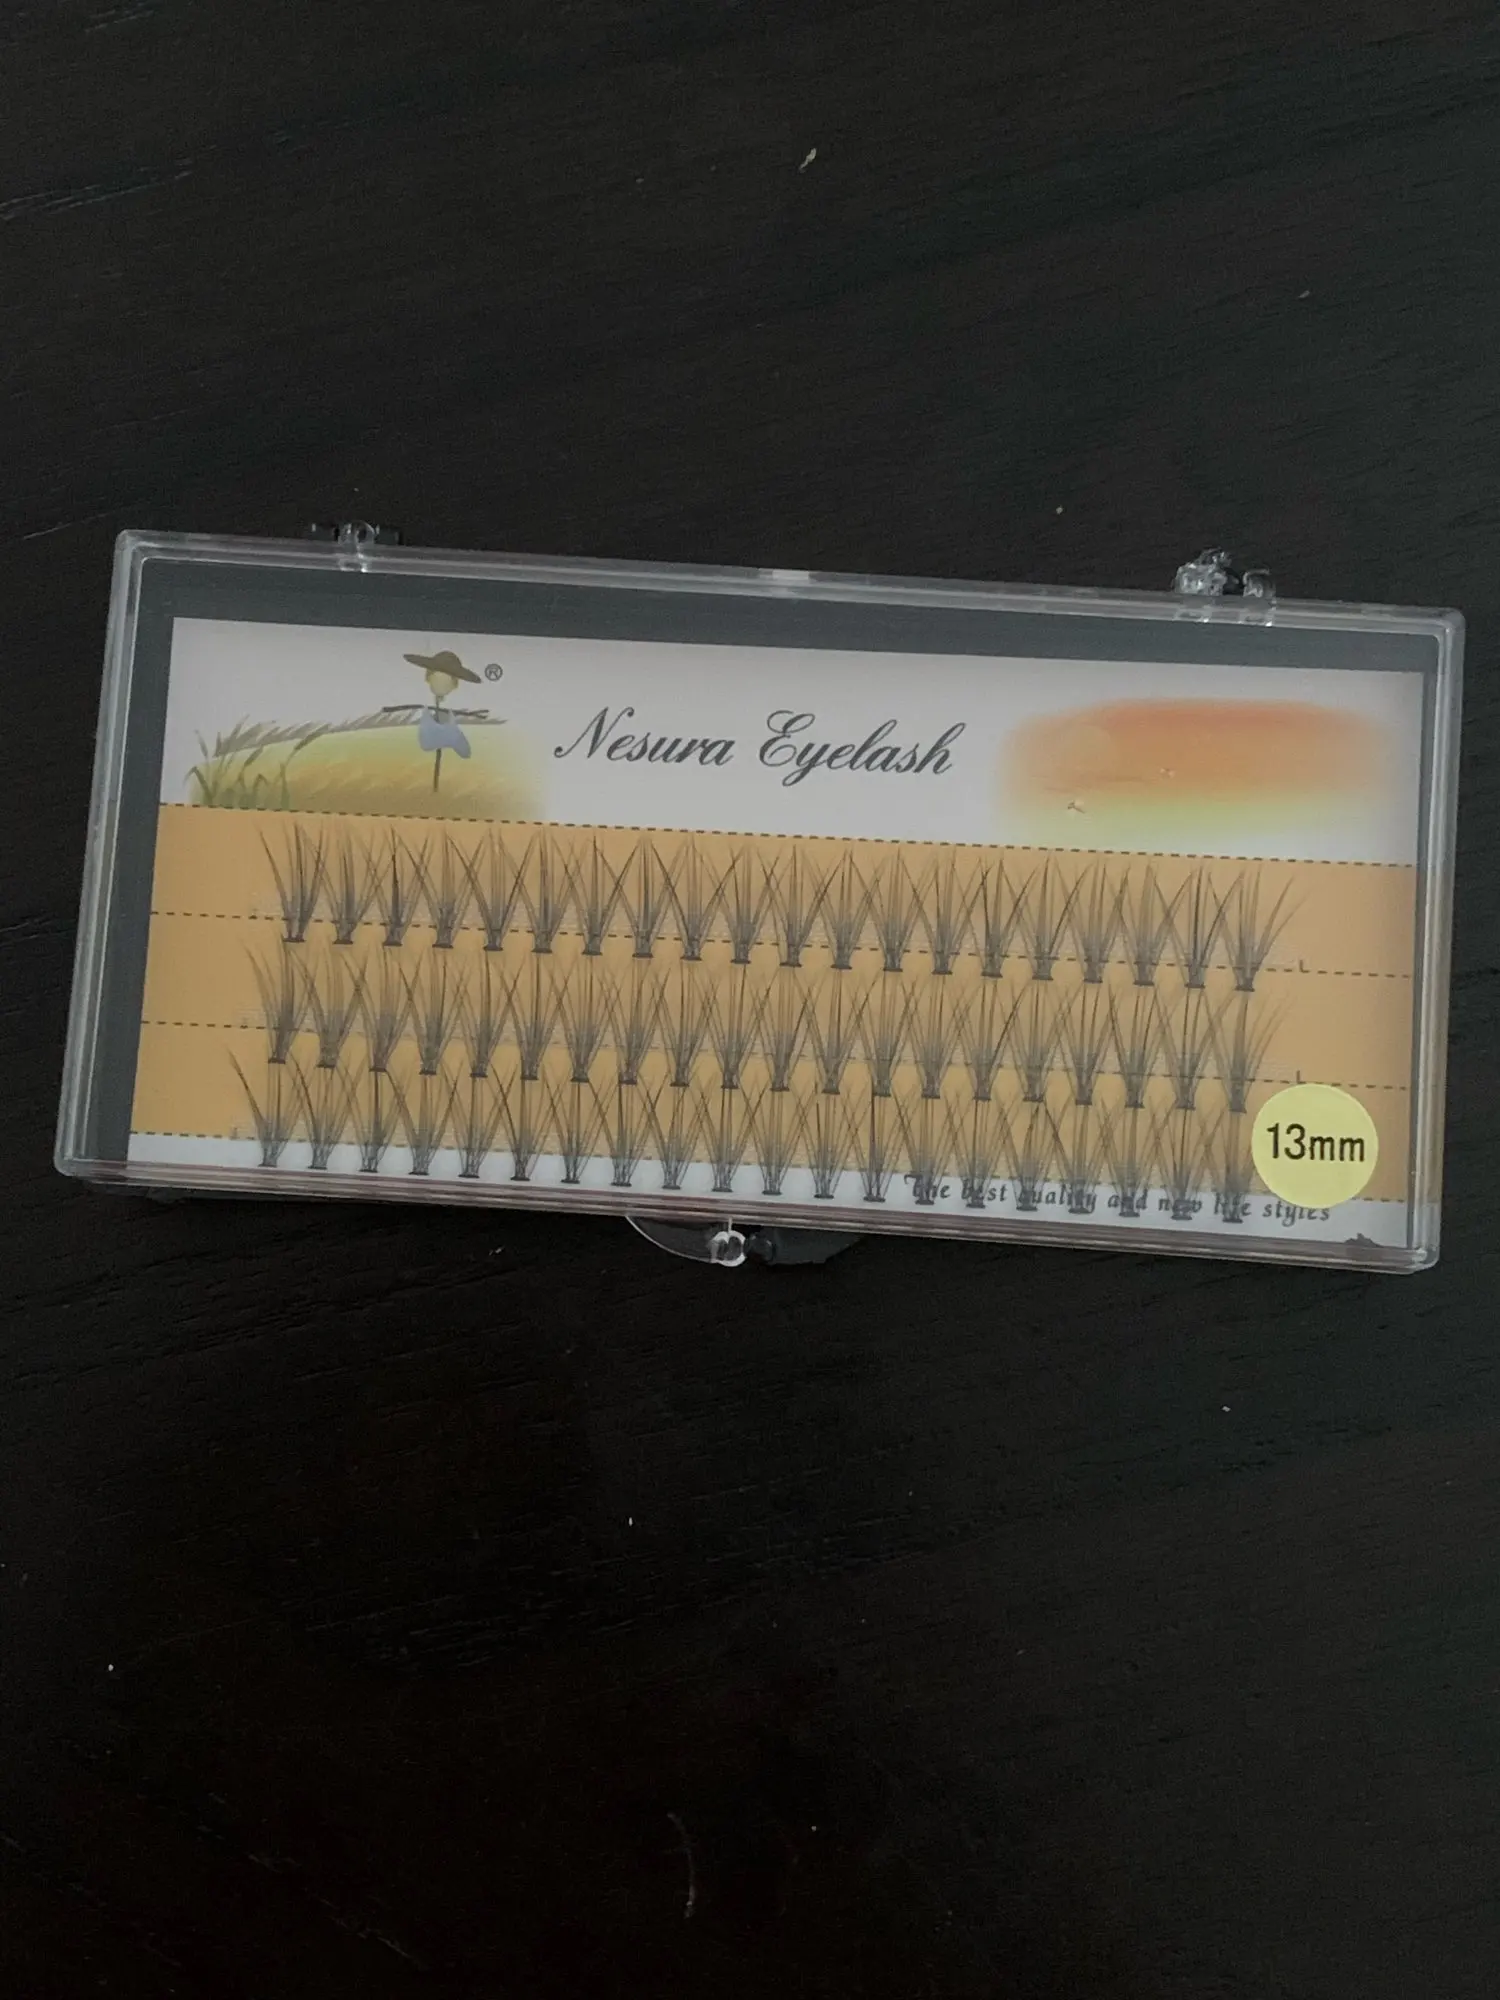 ®
Nesura Eyelash
13mm
The best quality and new life styles